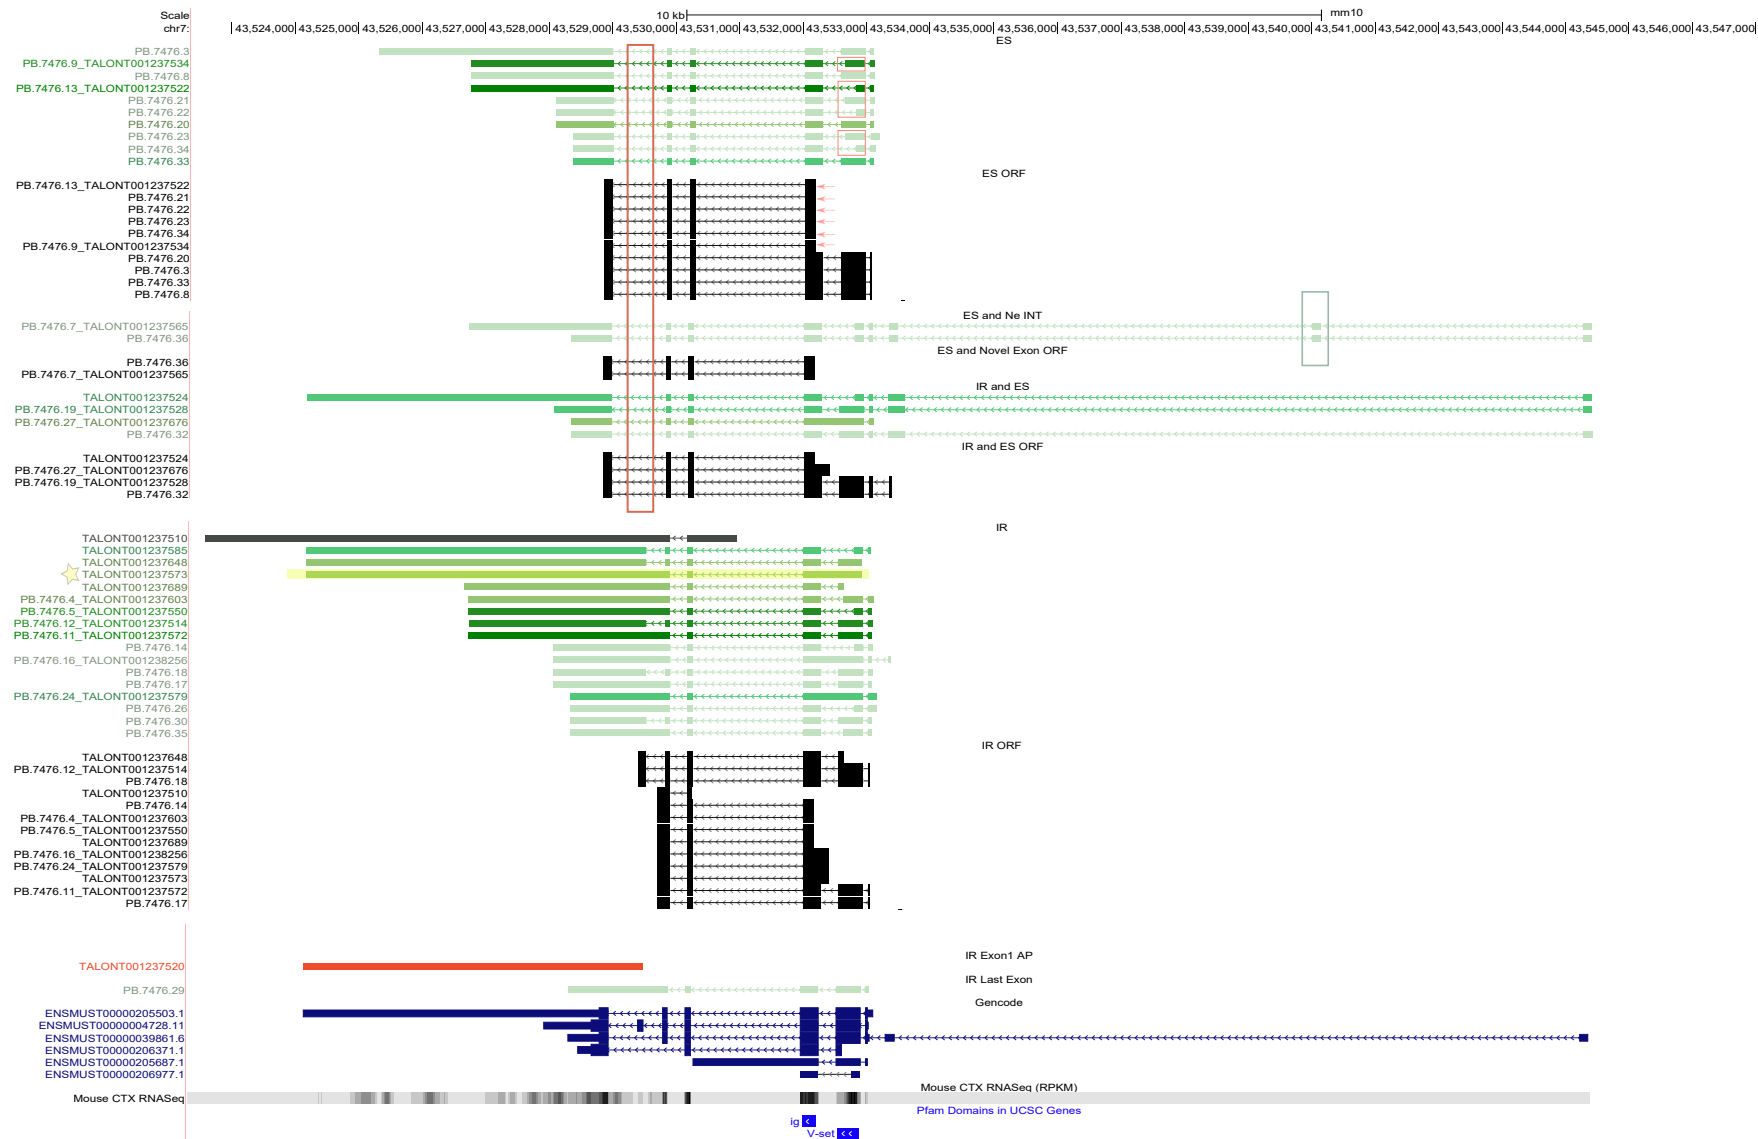 Scale 10 kb mm10
chr7: 43,524,000 43,525,000 43,526,000 43,527,000 43,528,000 43,529,000 43,530,000 43,531,000 43,532,000 43,533,000 43,534,000 43,535,000 43,536,000 43,537,000 43,538,000 43,539,000 43,540,000 43,541,000 43,542,000 43,543,000 43,544,000 43,545,000 43,546,000 43,547,000
ES
PB.7476.3
PB.7476.9_TALONT001237534
PB.7476.8
PB.7476.13_TALONT001237522
PB.7476.21
PB.7476.22
PB.7476.20
PB.7476.23
PB.7476.34
PB.7476.33
ES ORF
PB.7476.13_TALONT001237522
PB.7476.21
PB.7476.22
PB.7476.23
PB.7476.34
PB.7476.9_TALONT001237534
PB.7476.20
PB.7476.3
PB.7476.33
PB.7476.8
ES and Ne INT
PB.7476.7_TALONT001237565
PB.7476.36
ES and Novel Exon ORF
PB.7476.36
PB.7476.7_TALONT001237565
IR and ES
TALONT001237524
PB.7476.19_TALONT001237528
PB.7476.27_TALONT001237676
PB.7476.32
IR and ES ORF
TALONT001237524
PB.7476.27_TALONT001237676
PB.7476.19_TALONT001237528
PB.7476.32
IR
TALONT001237510
TALONT001237585
TALONT001237648
TALONT001237573
TALONT001237689
PB.7476.4_TALONT001237603
PB.7476.5_TALONT001237550
PB.7476.12_TALONT001237514
PB.7476.11_TALONT001237572
PB.7476.14
PB.7476.16_TALONT001238256
PB.7476.18
PB.7476.17
PB.7476.24_TALONT001237579
PB.7476.26
PB.7476.30
PB.7476.35
IR ORF
TALONT001237648
PB.7476.12_TALONT001237514
PB.7476.18
TALONT001237510
PB.7476.14
PB.7476.4_TALONT001237603
PB.7476.5_TALONT001237550
TALONT001237689
PB.7476.16_TALONT001238256
PB.7476.24_TALONT001237579
TALONT001237573
PB.7476.11_TALONT001237572
PB.7476.17
IR Exon1 AP
TALONT001237520
IR Last Exon
PB.7476.29
Gencode
ENSMUST00000205503.1
ENSMUST00000004728.11
ENSMUST00000039861.6
ENSMUST00000206371.1
ENSMUST00000205687.1
ENSMUST00000206977.1
Mouse CTX RNASeq (RPKM)
Mouse CTX RNASeq
Pfam Domains in UCSC Genes
ig
V-set